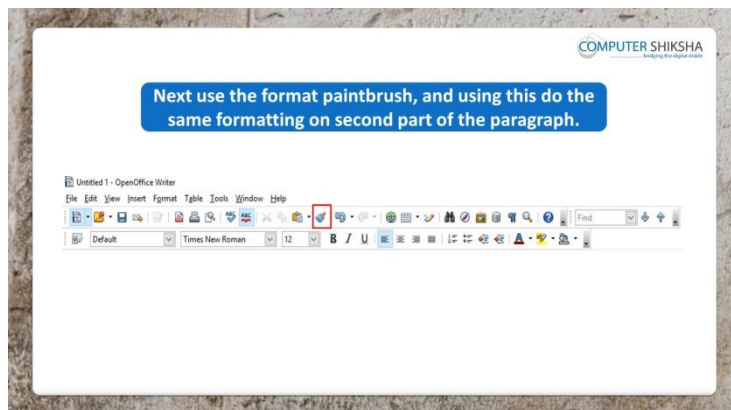 COMPUTER SHIKSHA
bridging the digital divide
Next use the format paintbrush, and using this do the
same formatting on second part of the paragraph.
Untitled 1 - OpenOffice Writer
File Edit View Insert Format Table Tools Window Help
ABC ABC Find
Default Times New Roman 12 B I U A